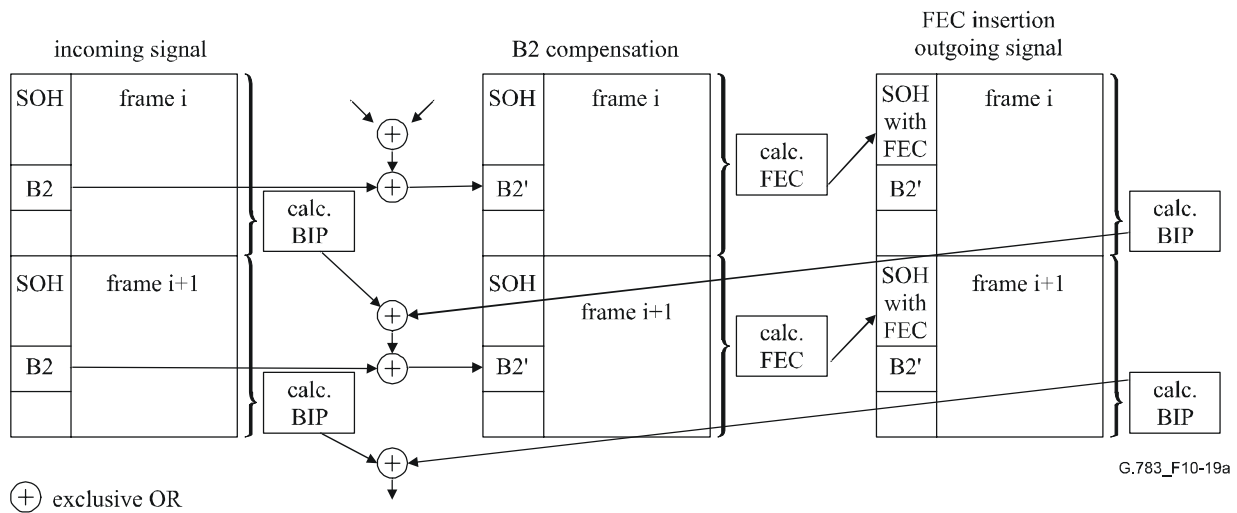 FEC insertion
incoming signal
B2 compensation
outgoing signal
SOH
frame i
SOH
frame i
SOH
with
FEC
frame i
+
calc.
FEC
B2
+
B2'
B2'
calc.
BIP
calc.
BIP
SOH
frame i+1
SOH
frame i+1
SOH
with
FEC
frame i+1
+
calc.
FEC
B2
+
B2'
B2'
calc.
BIP
calc.
BIP
+
G.783_F10-19a
+ exclusive OR